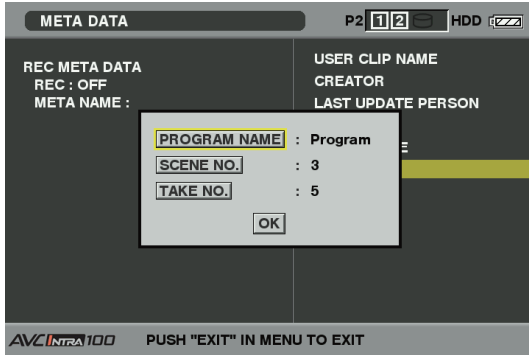 META DATA
P2 1 2 HDD
REC META DATA
REC : OFF
META NAME :
USER CLIP NAME
CREATOR
LAST UPDATE PERSON
PROGRAM NAME : Program
SCENE NO. : 3
TAKE NO. : 5
OK
AVC INTRA 100 PUSH "EXIT" IN MENU TO EXIT